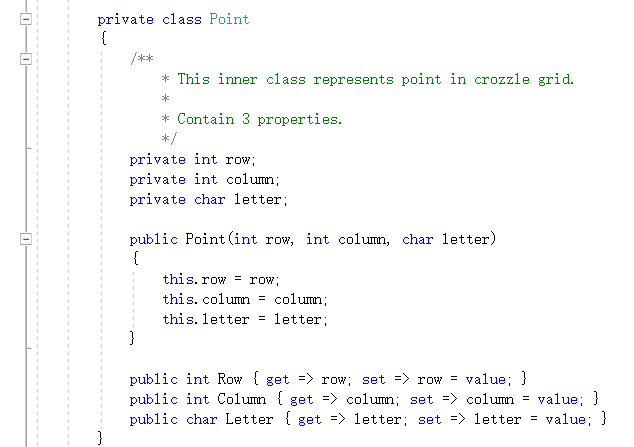 private class Point
{
/**
* This inner class represents point in crozzle grid.
*
* Contain 3 properties.
*/
private int row;
private int column;
private char letter;
public Point(int row, int column, char letter)
{
this.row = row;
this.column = column;
this.letter = letter;
}
public int Row { get => row; set => row = value; }
public int Column { get => column; set => column = value; }
public char Letter { get => letter; set => letter = value; }
}